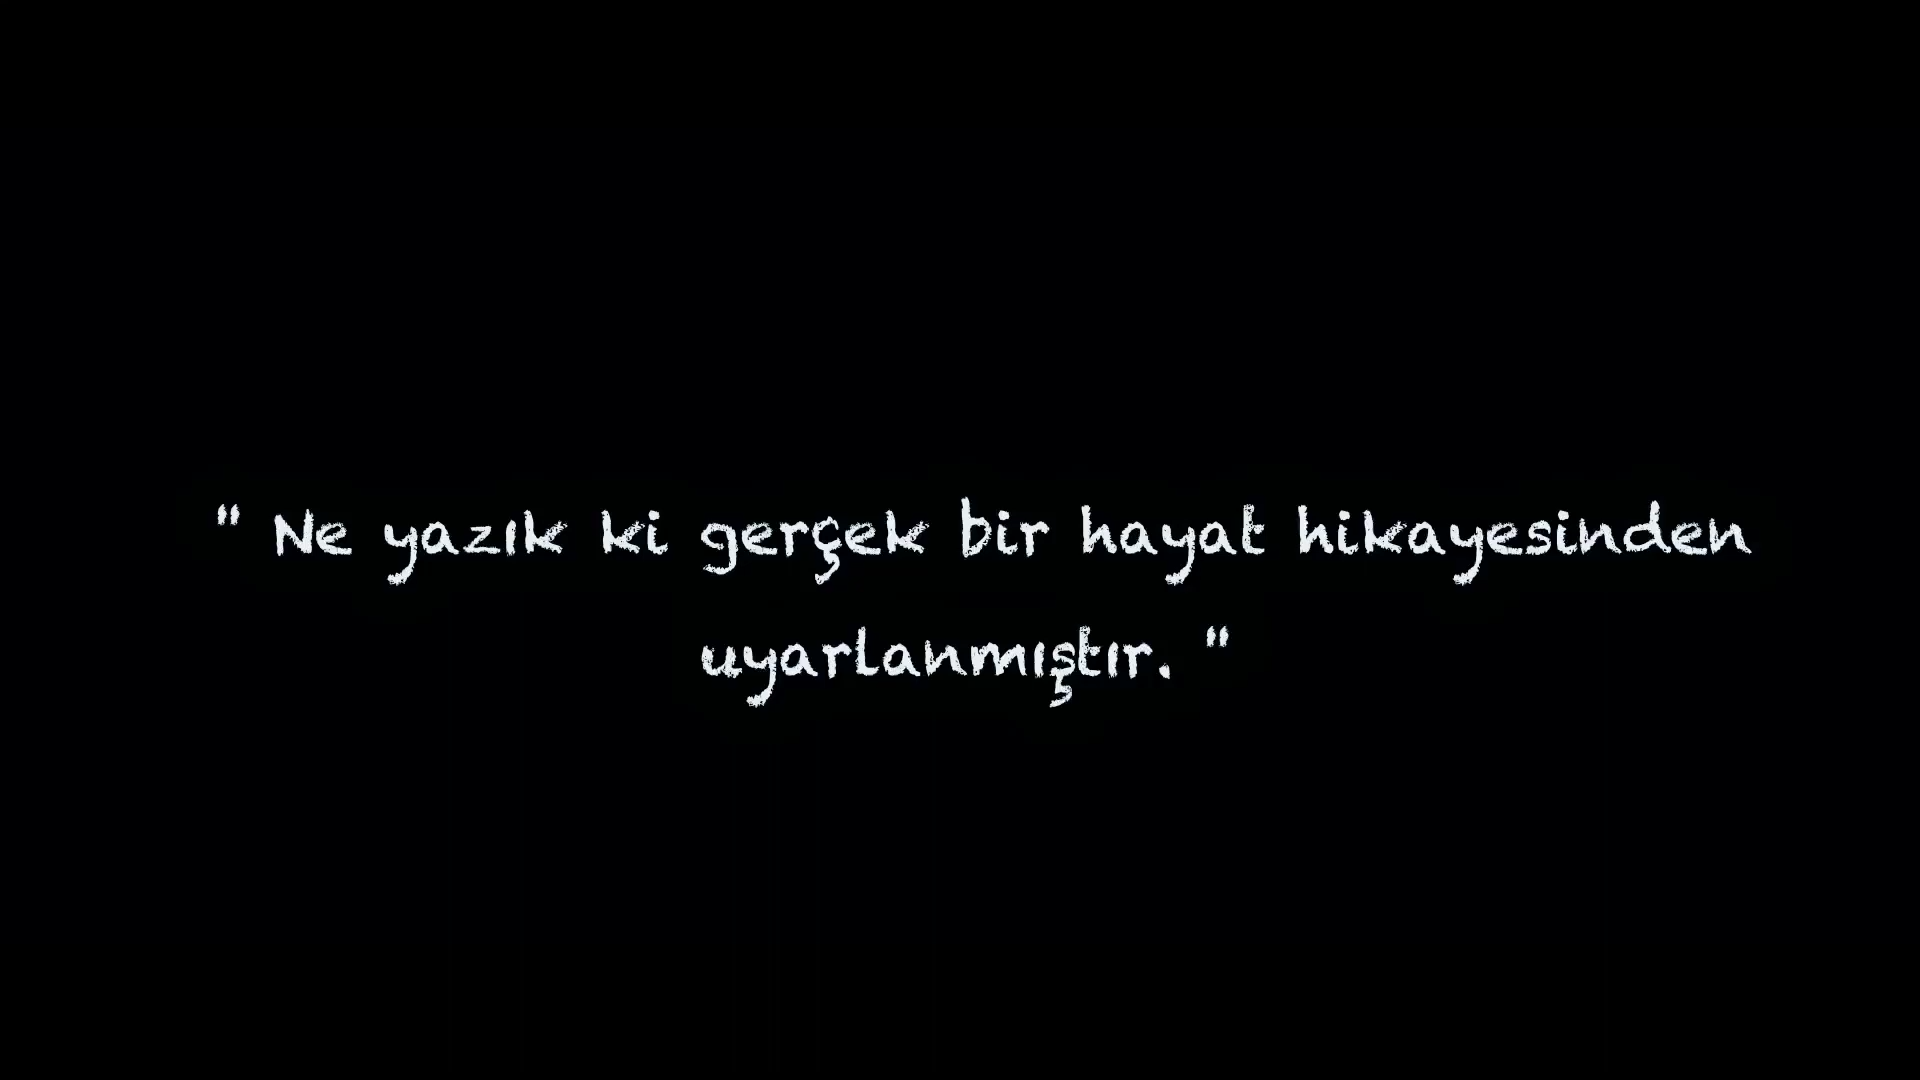 " Ne yazık ki gerçek bir hayat hikayesinden
uyarlanmıştır. "